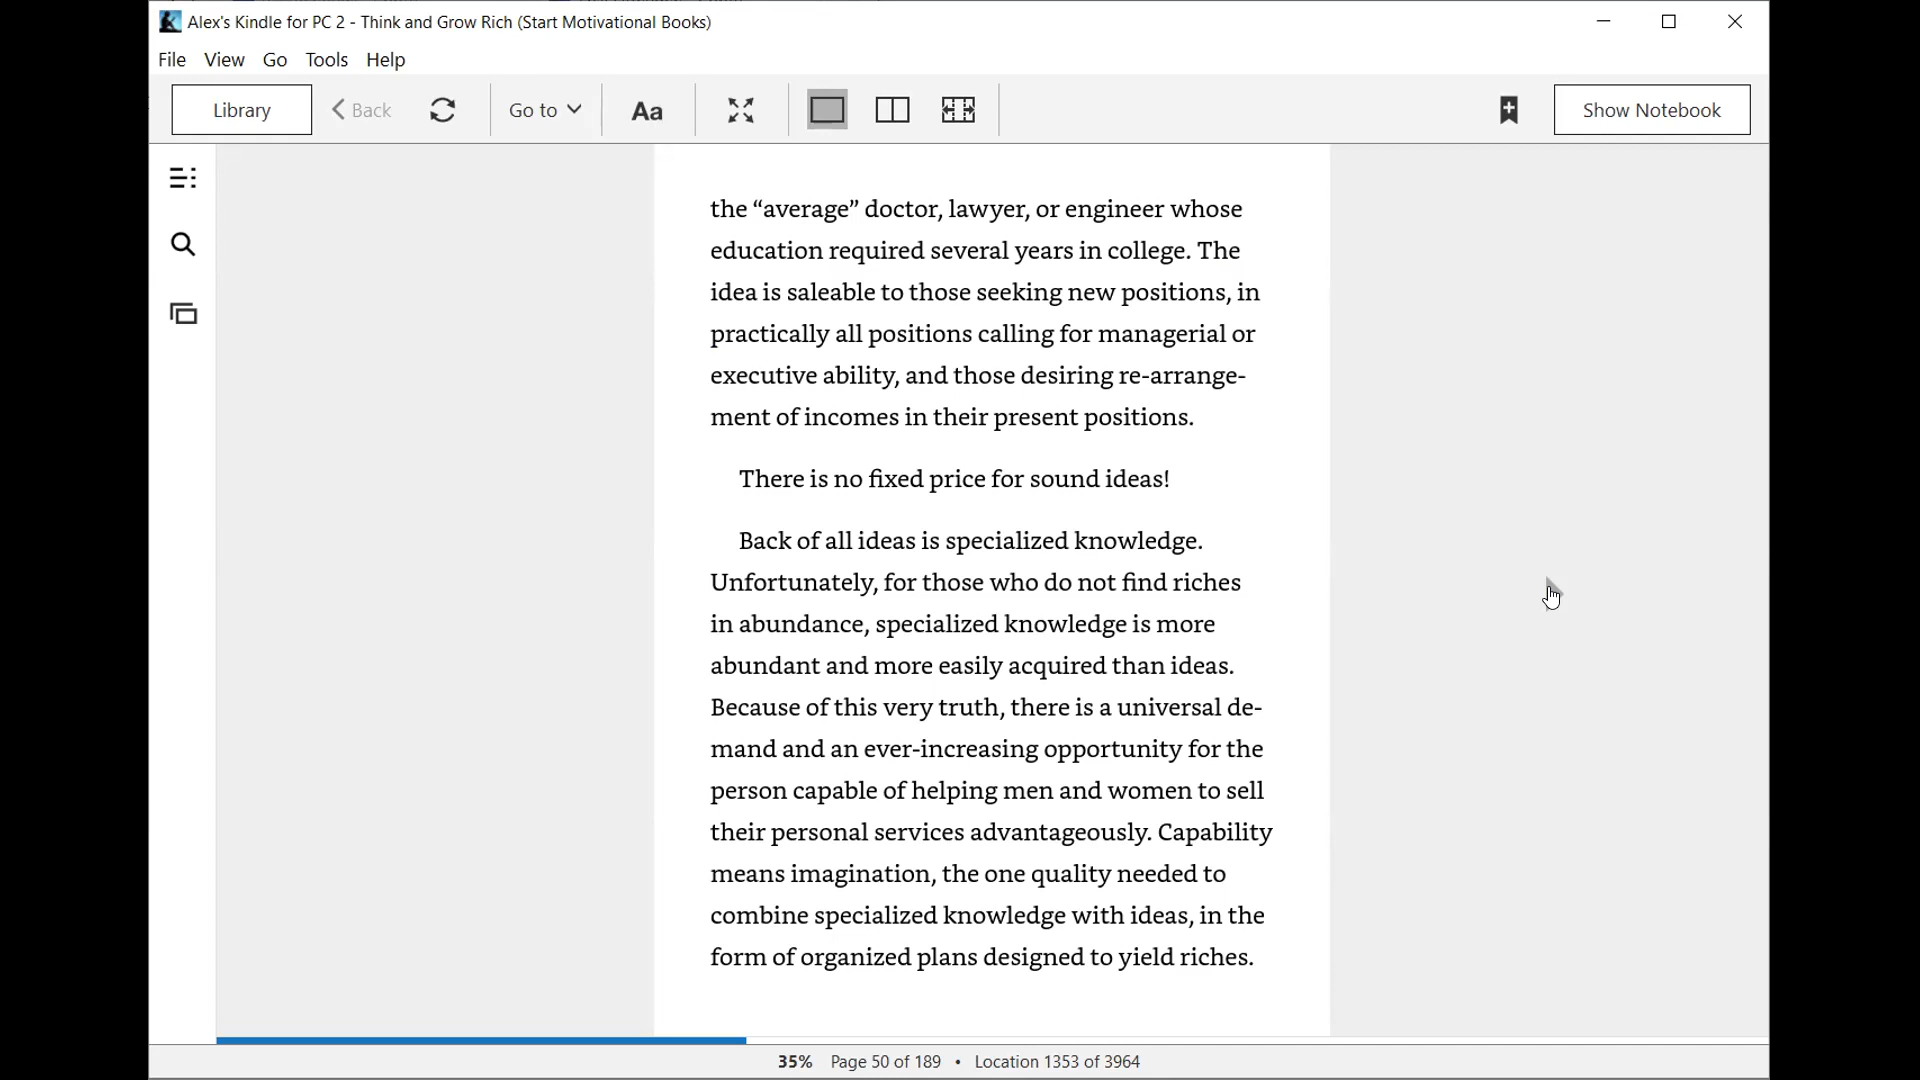 Alex's Kindle for PC 2 - Think and Grow Rich (Start Motivational Books)
File View Go Tools Help
Library Back Go to Aa Show Notebook
the “average” doctor, lawyer, or engineer whose
education required several years in college. The
idea is saleable to those seeking new positions, in
practically all positions calling for managerial or
executive ability, and those desiring re-arrange-
ment of incomes in their present positions.
There is no fixed price for sound ideas!
Back of all ideas is specialized knowledge.
Unfortunately, for those who do not find riches
in abundance, specialized knowledge is more
abundant and more easily acquired than ideas.
Because of this very truth, there is a universal de-
mand and an ever-increasing opportunity for the
person capable of helping men and women to sell
their personal services advantageously. Capability
means imagination, the one quality needed to
combine specialized knowledge with ideas, in the
form of organized plans designed to yield riches.
35% Page 50 of 189 • Location 1353 of 3964